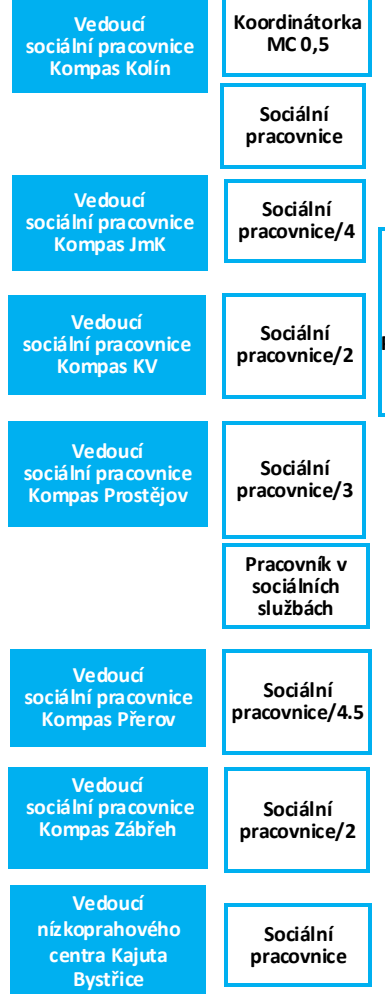 Vedoucí
sociální pracovnice
Kompas Kolín
Koordinátorka
MC 0,5
Sociální
pracovnice
Vedoucí
sociální pracovnice
Kompas JmK
Sociální
pracovnice/4
Vedoucí
sociální pracovnice
Kompas KV
Sociální
pracovnice/2
Vedoucí
sociální pracovnice
Kompas Prostějov
Sociální
pracovnice/3
Pracovník v
sociálních
službách
Vedoucí
sociální pracovnice
Kompas Přerov
Sociální
pracovnice/4.5
Vedoucí
sociální pracovnice
Kompas Zábřeh
Sociální
pracovnice/2
Vedoucí
nízkoprahového
centra Kajuta
Bystřice
Sociální
pracovnice